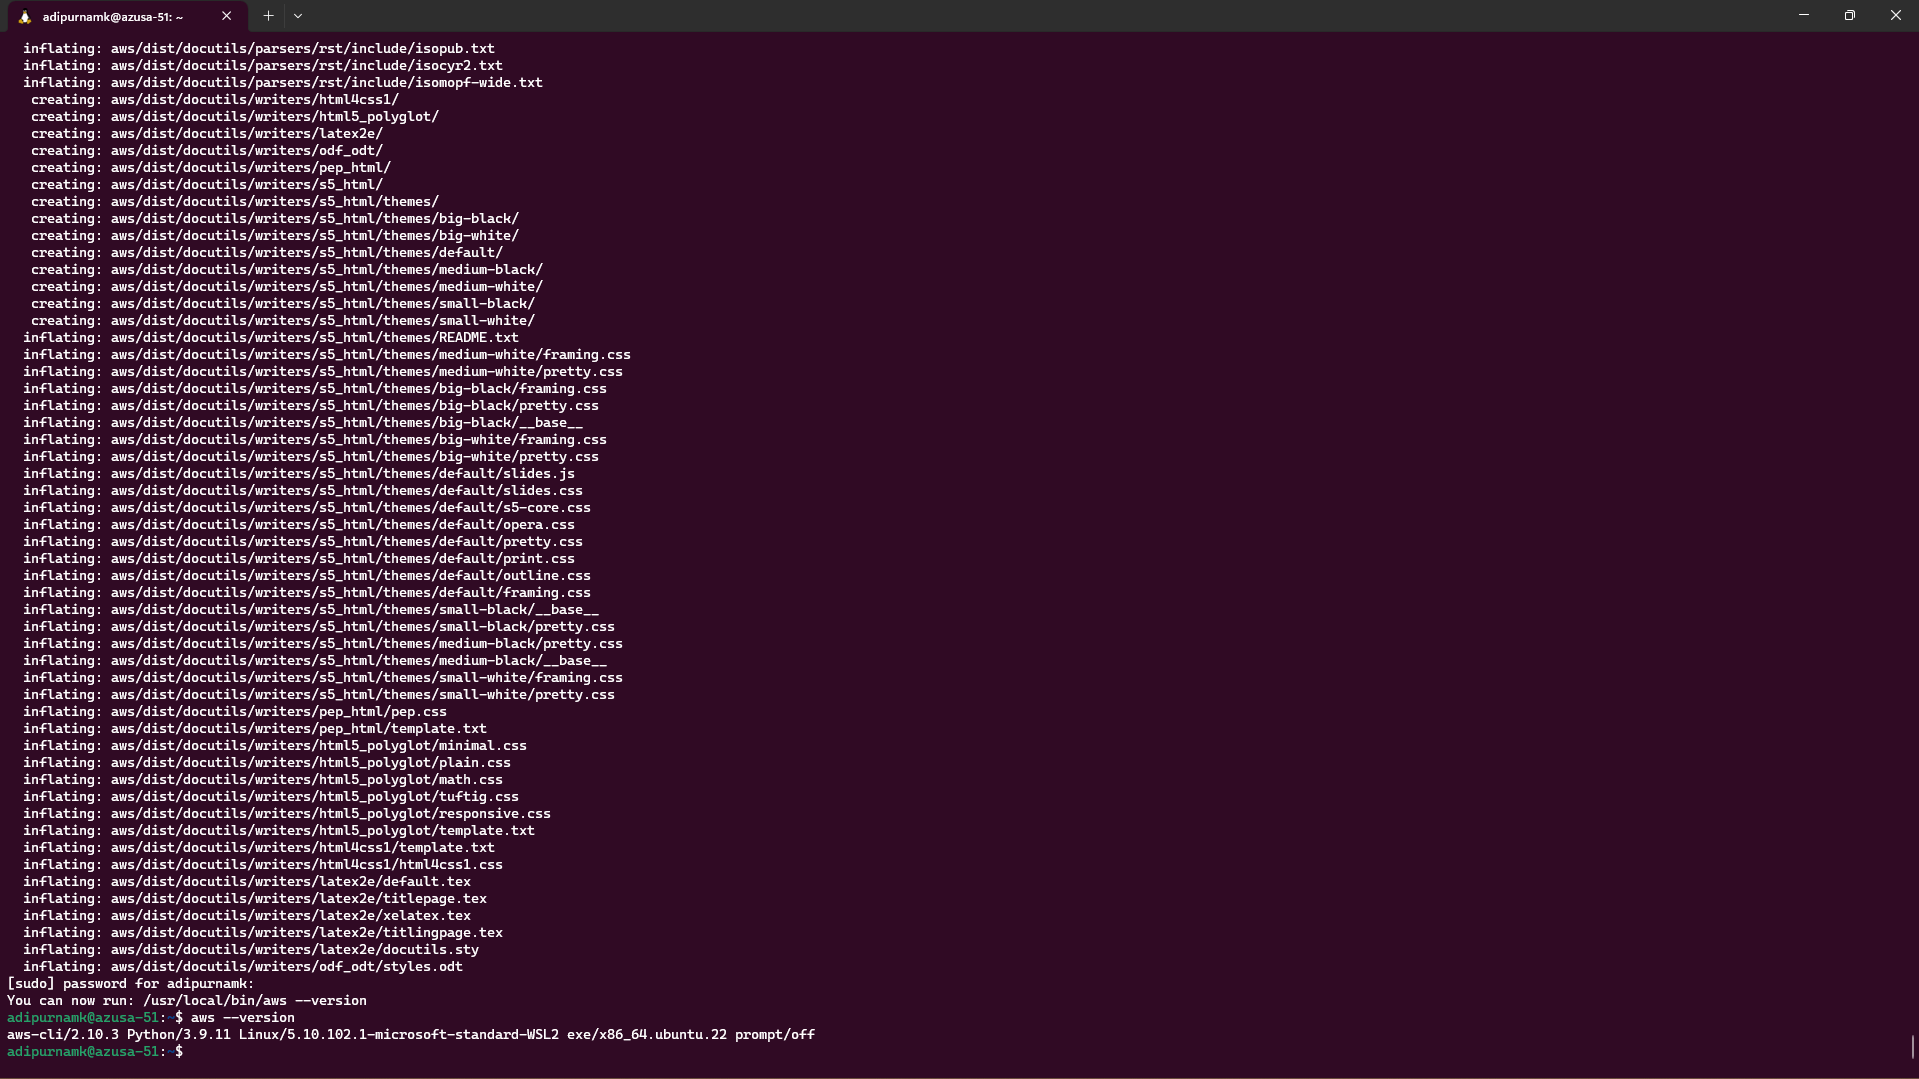 adipurnamk@azusa-51: ~
inflating: aws/dist/docutils/parsers/rst/include/isopub.txt
inflating: aws/dist/docutils/parsers/rst/include/isocyr2.txt
inflating: aws/dist/docutils/parsers/rst/include/isomopf-wide.txt
creating: aws/dist/docutils/writers/html4css1/
creating: aws/dist/docutils/writers/html5_polyglot/
creating: aws/dist/docutils/writers/latex2e/
creating: aws/dist/docutils/writers/odf_odt/
creating: aws/dist/docutils/writers/pep_html/
creating: aws/dist/docutils/writers/s5_html/
creating: aws/dist/docutils/writers/s5_html/themes/
creating: aws/dist/docutils/writers/s5_html/themes/big-black/
creating: aws/dist/docutils/writers/s5_html/themes/big-white/
creating: aws/dist/docutils/writers/s5_html/themes/default/
creating: aws/dist/docutils/writers/s5_html/themes/medium-black/
creating: aws/dist/docutils/writers/s5_html/themes/medium-white/
creating: aws/dist/docutils/writers/s5_html/themes/small-black/
creating: aws/dist/docutils/writers/s5_html/themes/small-white/
inflating: aws/dist/docutils/writers/s5_html/themes/README.txt
inflating: aws/dist/docutils/writers/s5_html/themes/medium-white/framing.css
inflating: aws/dist/docutils/writers/s5_html/themes/medium-white/pretty.css
inflating: aws/dist/docutils/writers/s5_html/themes/big-black/framing.css
inflating: aws/dist/docutils/writers/s5_html/themes/big-black/pretty.css
inflating: aws/dist/docutils/writers/s5_html/themes/big-black/__base__
inflating: aws/dist/docutils/writers/s5_html/themes/big-white/framing.css
inflating: aws/dist/docutils/writers/s5_html/themes/big-white/pretty.css
inflating: aws/dist/docutils/writers/s5_html/themes/default/slides.js
inflating: aws/dist/docutils/writers/s5_html/themes/default/slides.css
inflating: aws/dist/docutils/writers/s5_html/themes/default/s5-core.css
inflating: aws/dist/docutils/writers/s5_html/themes/default/opera.css
inflating: aws/dist/docutils/writers/s5_html/themes/default/pretty.css
inflating: aws/dist/docutils/writers/s5_html/themes/default/print.css
inflating: aws/dist/docutils/writers/s5_html/themes/default/outline.css
inflating: aws/dist/docutils/writers/s5_html/themes/default/framing.css
inflating: aws/dist/docutils/writers/s5_html/themes/small-black/__base__
inflating: aws/dist/docutils/writers/s5_html/themes/small-black/pretty.css
inflating: aws/dist/docutils/writers/s5_html/themes/medium-black/pretty.css
inflating: aws/dist/docutils/writers/s5_html/themes/medium-black/__base__
inflating: aws/dist/docutils/writers/s5_html/themes/small-white/framing.css
inflating: aws/dist/docutils/writers/s5_html/themes/small-white/pretty.css
inflating: aws/dist/docutils/writers/pep_html/pep.css
inflating: aws/dist/docutils/writers/pep_html/template.txt
inflating: aws/dist/docutils/writers/html5_polyglot/minimal.css
inflating: aws/dist/docutils/writers/html5_polyglot/plain.css
inflating: aws/dist/docutils/writers/html5_polyglot/math.css
inflating: aws/dist/docutils/writers/html5_polyglot/tuftig.css
inflating: aws/dist/docutils/writers/html5_polyglot/responsive.css
inflating: aws/dist/docutils/writers/html5_polyglot/template.txt
inflating: aws/dist/docutils/writers/html4css1/template.txt
inflating: aws/dist/docutils/writers/html4css1/html4css1.css
inflating: aws/dist/docutils/writers/latex2e/default.tex
inflating: aws/dist/docutils/writers/latex2e/titlepage.tex
inflating: aws/dist/docutils/writers/latex2e/xelatex.tex
inflating: aws/dist/docutils/writers/latex2e/titlingpage.tex
inflating: aws/dist/docutils/writers/latex2e/docutils.sty
inflating: aws/dist/docutils/writers/odf_odt/styles.odt
[sudo] password for adipurnamk:
You can now run: /usr/local/bin/aws --version
adipurnamk@azusa-51:~$ aws --version
aws-cli/2.10.3 Python/3.9.11 Linux/5.10.102.1-microsoft-standard-WSL2 exe/x86_64.ubuntu.22 prompt/off
adipurnamk@azusa-51:~$